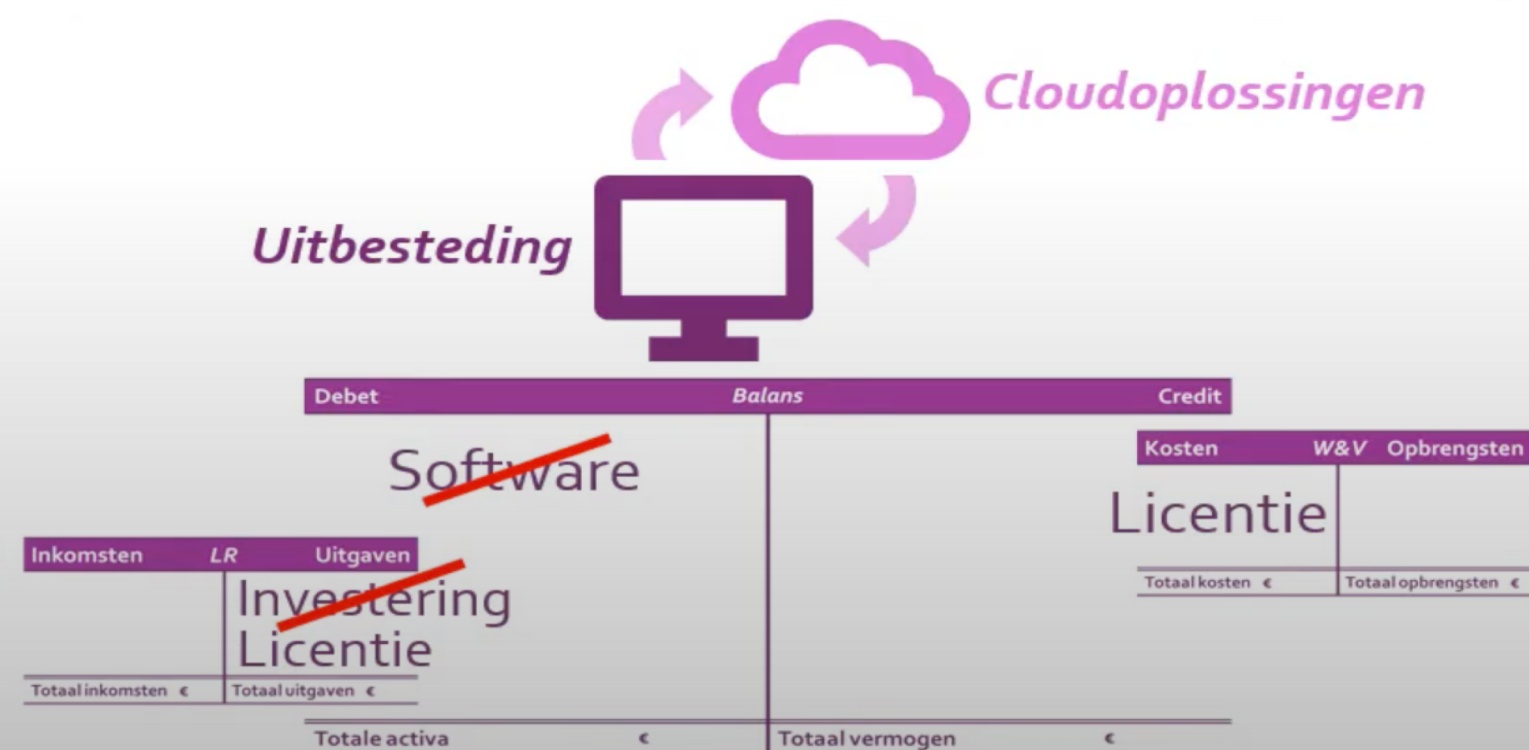 Cloudoplossingen
Uitbesteding
Debet Balans Credit
Software
Kosten W&V Opbrengsten
Licentie
Totaal kosten € Totaal opbrengsten €
Inkomsten LR Uitgaven
Investering
Licentie
Totaal inkomsten € Totaal uitgaven €
Totale activa € Totaal vermogen €